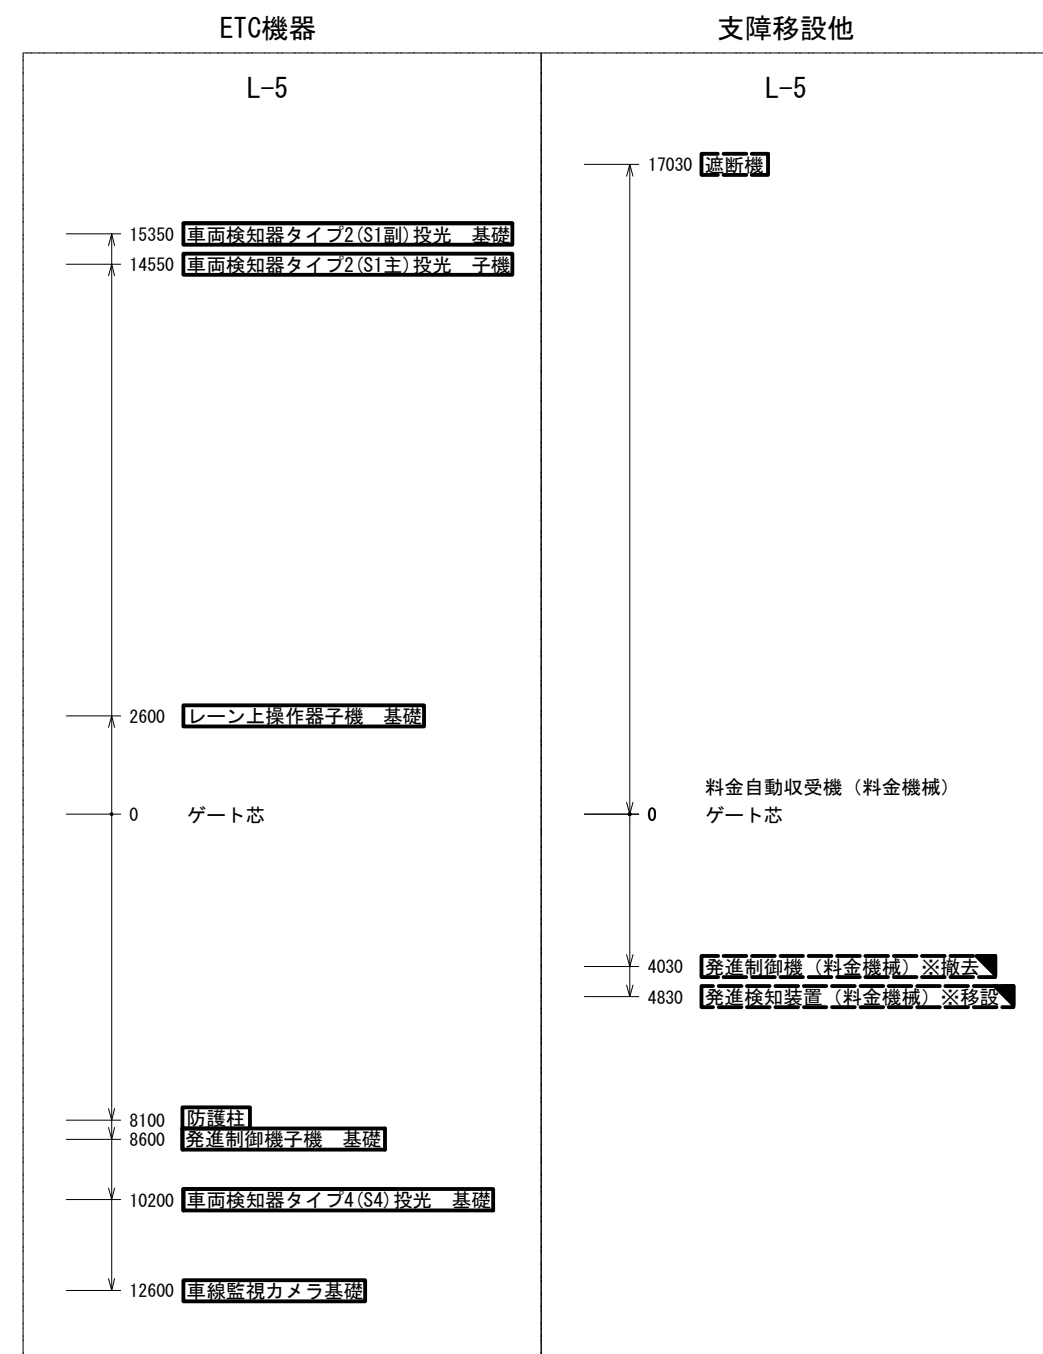 ETC機器
L-5
15350 車両検知器タイプ2(S1副)投光　基礎
14550 車両検知器タイプ2(S1主)投光　子機
2600 レーン上操作器子機　基礎
0 ゲート芯
8100 防護柱
8600 発進制御機子機　基礎
10200 車両検知器タイプ4(S4)投光　基礎
12600 車線監視カメラ基礎
支障移設他
L-5
17030 遮断機
料金自動収受機（料金機械）
0 ゲート芯
4030 発進制御機（料金機械）※撤去
4830 発進検知装置（料金機械）※移設